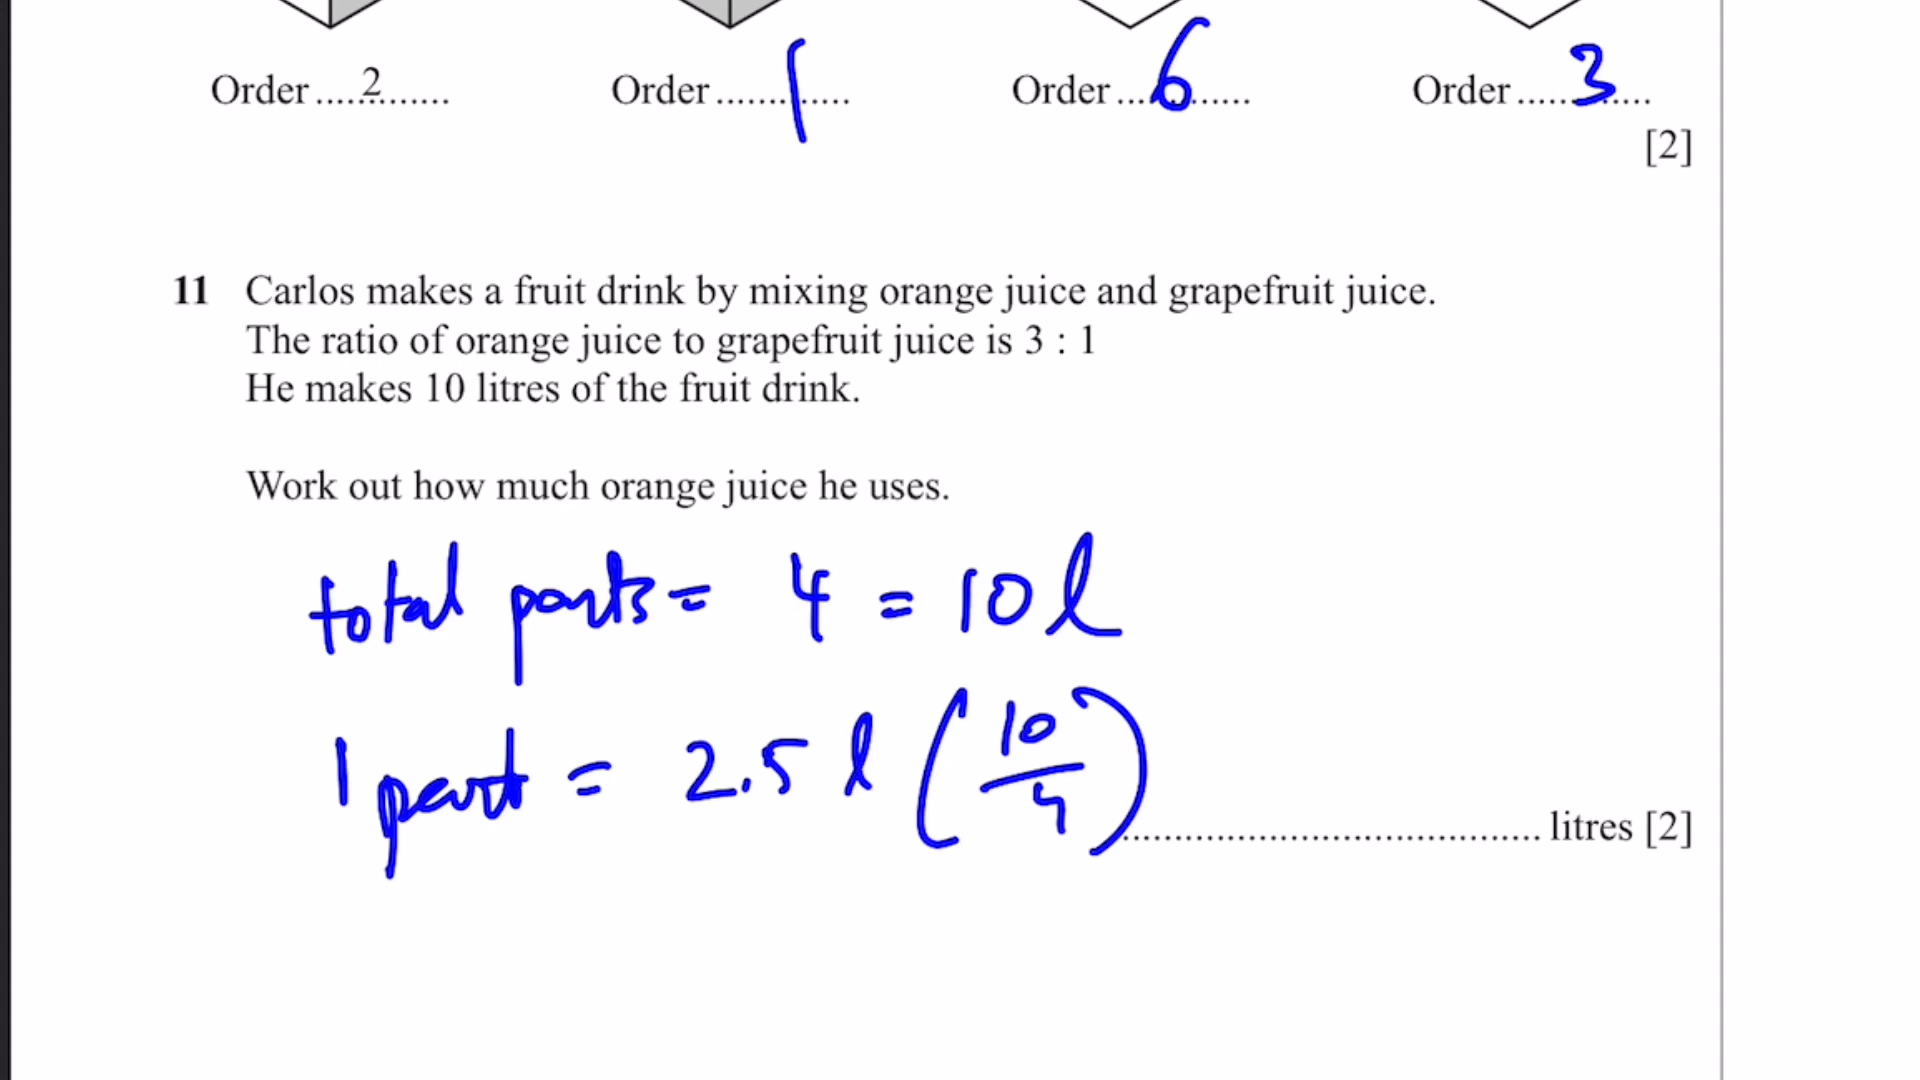 Order ....2........ Order .......1..... Order ....6........ Order ......3......
[2]
11 Carlos makes a fruit drink by mixing orange juice and grapefruit juice.
The ratio of orange juice to grapefruit juice is 3 : 1
He makes 10 litres of the fruit drink.
Work out how much orange juice he uses.
total parts = 4 = 10 l
1 part = 2.5 l (10/4)
........................................ litres [2]